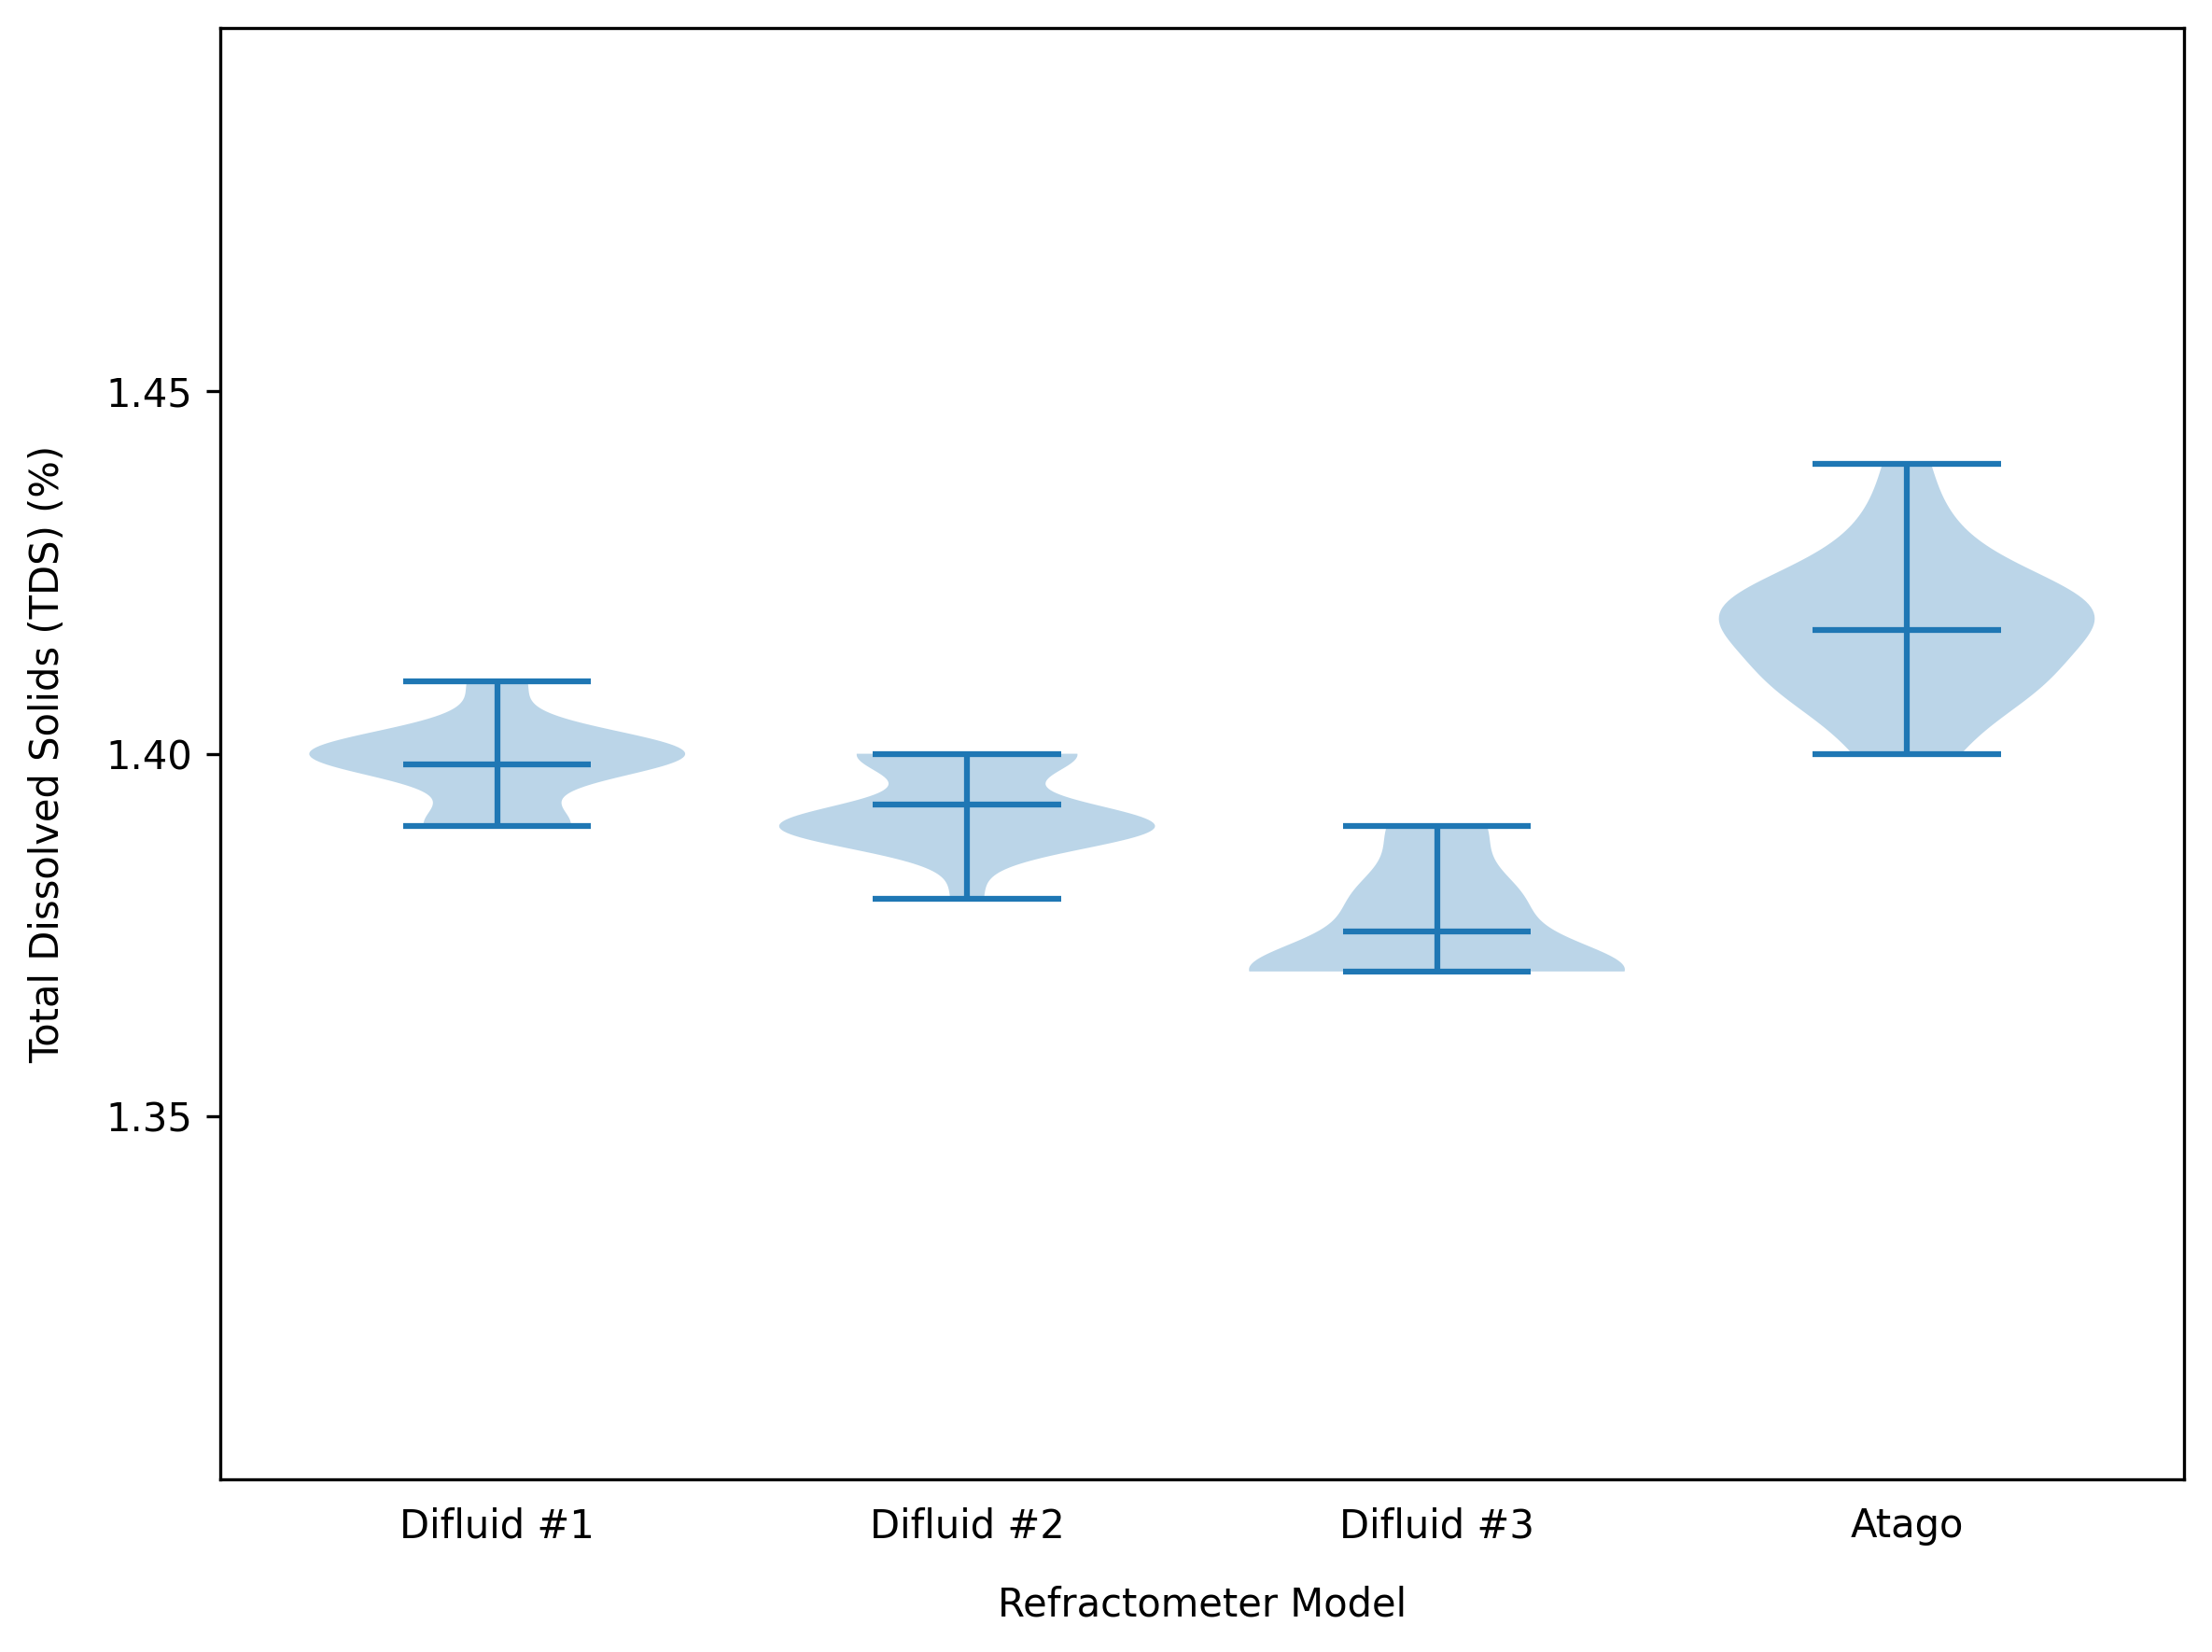 Total Dissolved Solids (TDS) (%)
1.45
1.40
1.35
Difluid #1
Difluid #2
Difluid #3
Atago
Refractometer Model